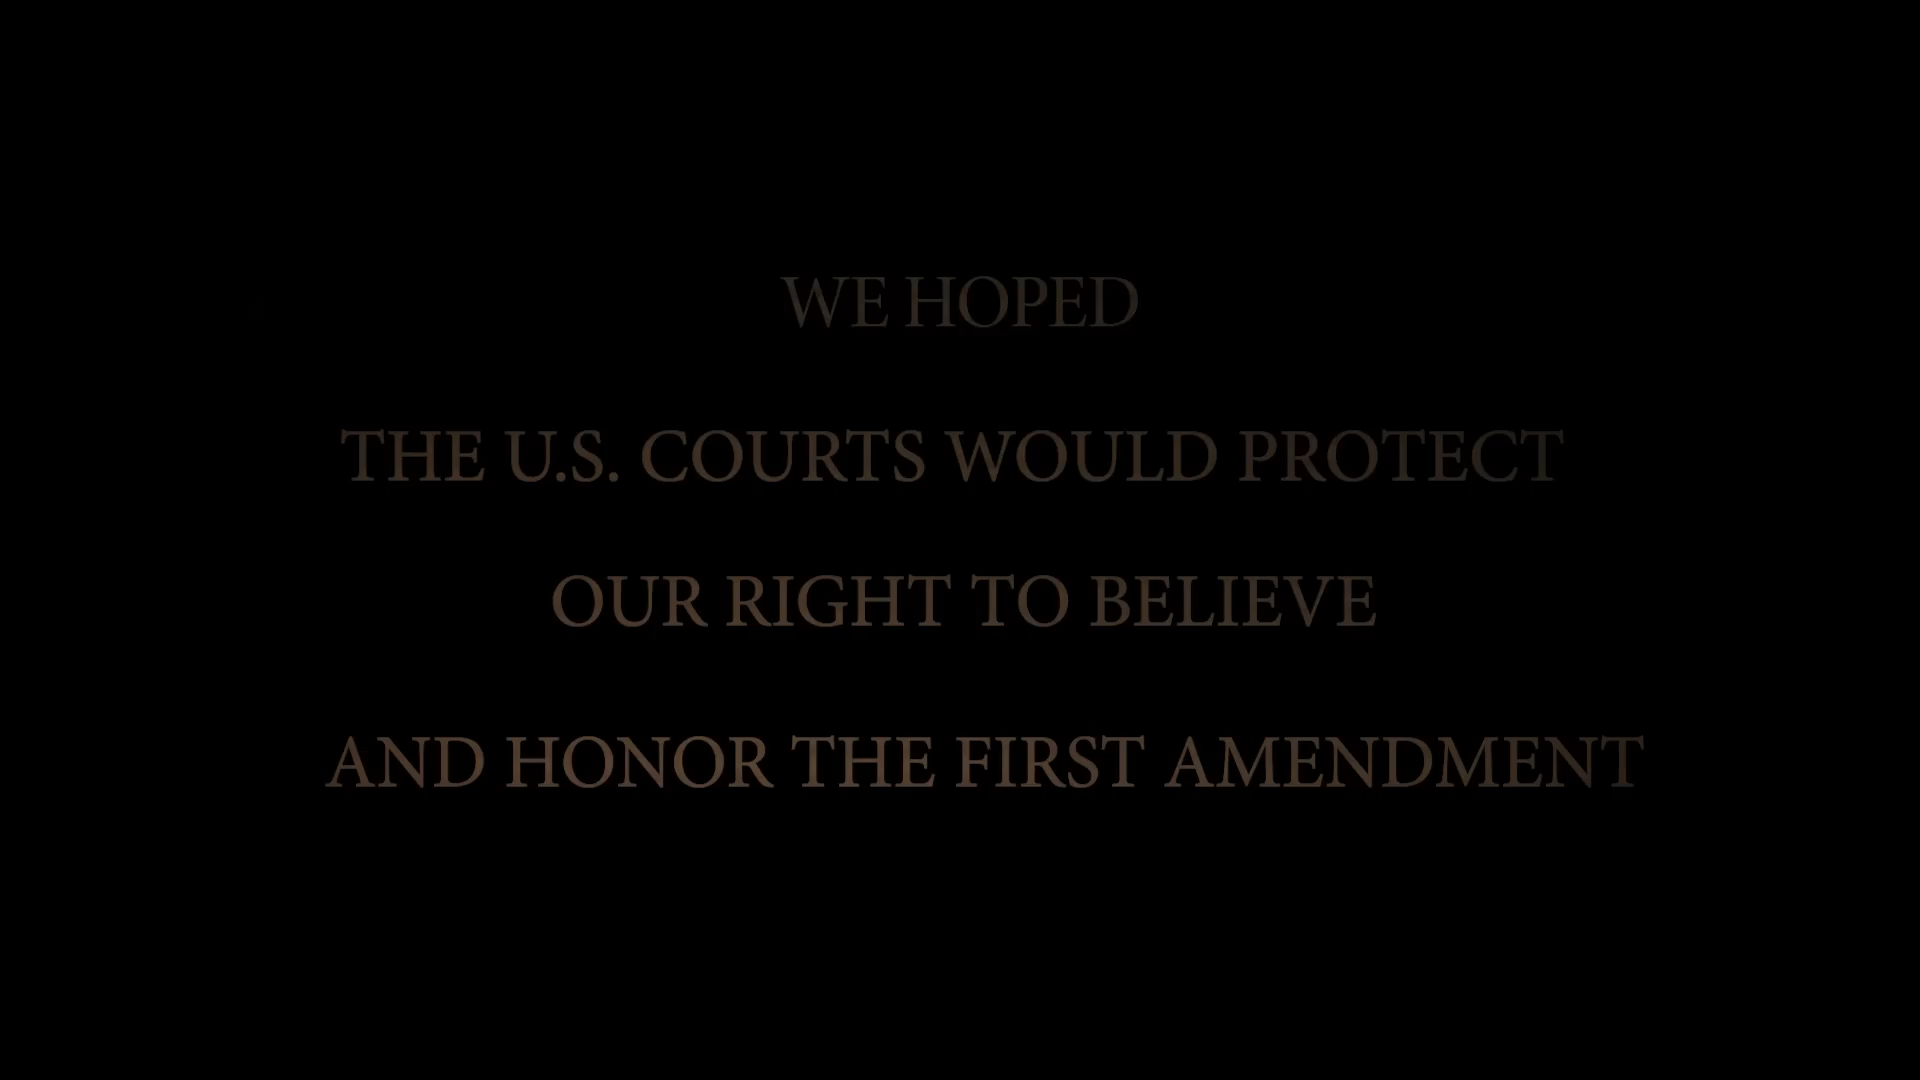 WE HOPED
THE U.S. COURTS WOULD PROTECT
OUR RIGHT TO BELIEVE
AND HONOR THE FIRST AMENDMENT